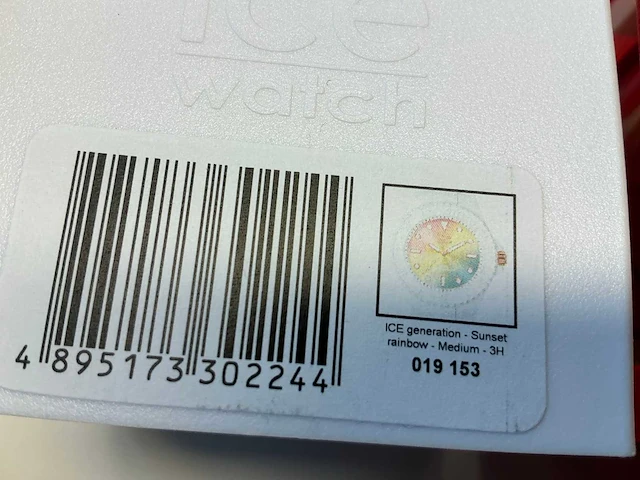 ice
watch
4 895173 302244
ICE generation - Sunset
rainbow - Medium - 3H
019 153